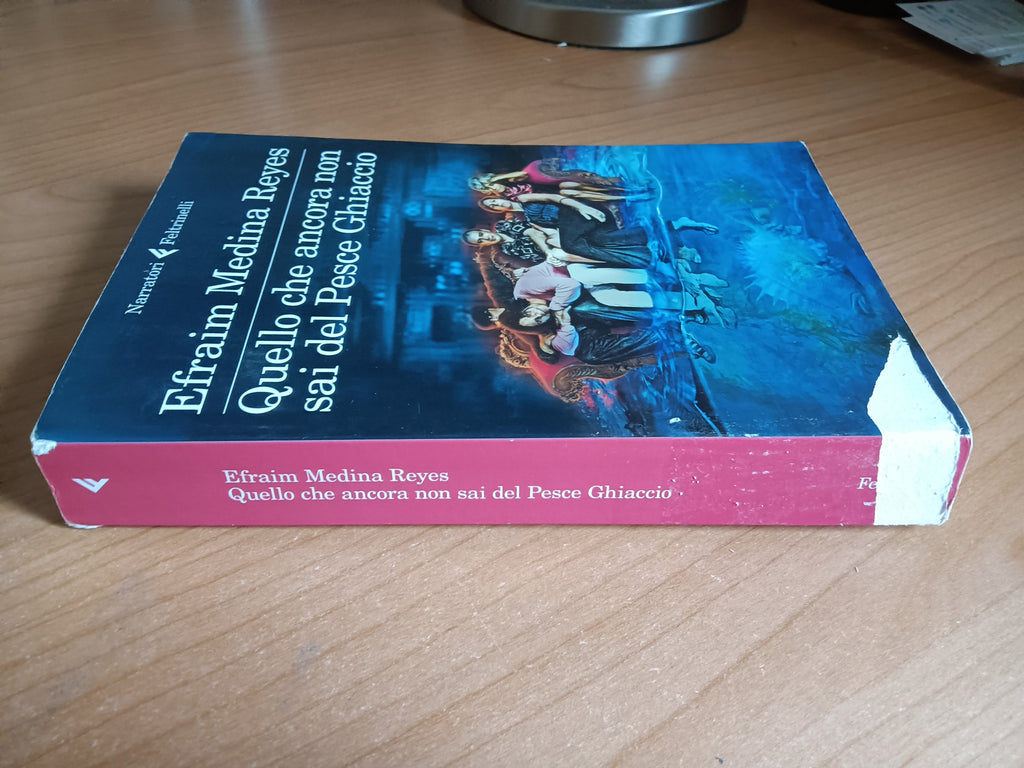 Narratori Feltrinelli
Efraim Medina Reyes
Quello che ancora non
sai del Pesce Ghiaccio
Efraim Medina Reyes
Quello che ancora non sai del Pesce Ghiaccio
Fe